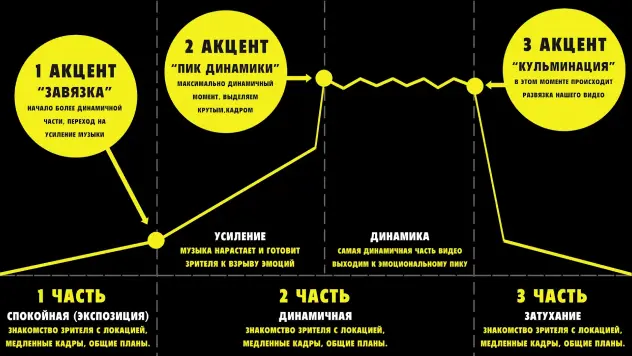 1 АКЦЕНТ
"ЗАВЯЗКА"
НАЧАЛО БОЛЕЕ ДИНАМИЧНОЙ
ЧАСТИ, ПЕРЕХОД НА
УСИЛЕНИЕ МУЗЫКИ
2 АКЦЕНТ
"ПИК ДИНАМИКИ"
МАКСИМАЛЬНО ДИНАМИЧНЫЙ
МОМЕНТ, ВЫДЕЛЯЕМ
КРУТЫМ.КАДРОМ
3 АКЦЕНТ
"КУЛЬМИНАЦИЯ"
В ЭТОМ МОМЕНТЕ ПРОИСХОДИТ
РАЗВЯЗКА НАШЕГО ВИДЕО
УСИЛЕНИЕ
МУЗЫКА НАРАСТАЕТ И ГОТОВИТ
ЗРИТЕЛЯ К ВЗРЫВУ ЭМОЦИЙ
ДИНАМИКА
САМАЯ ДИНАМИЧНАЯ ЧАСТЬ ВИДЕО
ВЫХОДИМ К ЭМОЦИОНАЛЬНОМУ ПИКУ
1 ЧАСТЬ
СПОКОЙНАЯ (ЭКСПОЗИЦИЯ)
ЗНАКОМСТВО ЗРИТЕЛЯ С ЛОКАЦИЕЙ,
МЕДЛЕННЫЕ КАДРЫ, ОБЩИЕ ПЛАНЫ.
2 ЧАСТЬ
ДИНАМИЧНАЯ
ЗНАКОМСТВО ЗРИТЕЛЯ С ЛОКАЦИЕЙ,
МЕДЛЕННЫЕ КАДРЫ, ОБЩИЕ ПЛАНЫ.
3 ЧАСТЬ
ЗАТУХАНИЕ
ЗНАКОМСТВО ЗРИТЕЛЯ С ЛОКАЦИЕЙ,
МЕДЛЕННЫЕ КАДРЫ, ОБЩИЕ ПЛАНЫ.